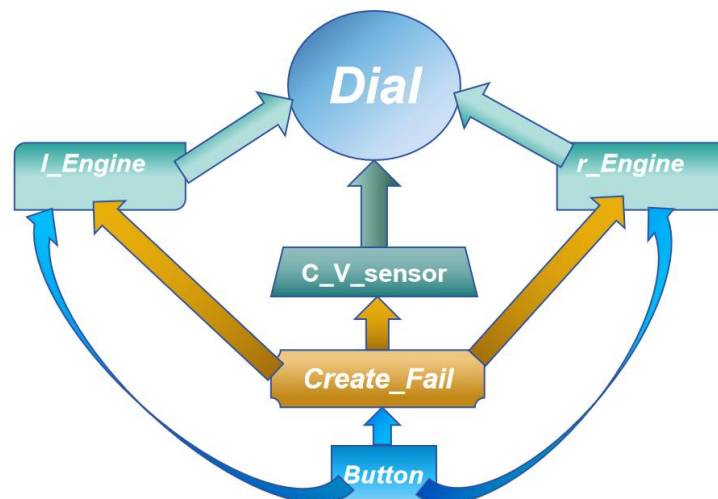 Dial
l_Engine
r_Engine
C_V_sensor
Create_Fail
Button